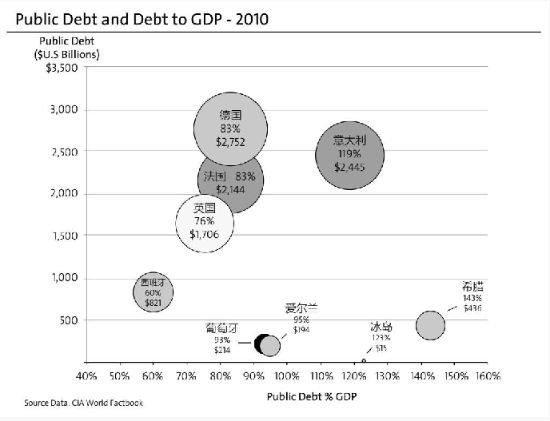 Public Debt and Debt to GDP - 2010
Public Debt
($U.S Billions)
$3,500
3,000
2,500
2,000
1,500
1,000
500
德国
83%
$2,752
意大利
119%
$2,445
法国 83%
$2,144
英国
76%
$1,706
西班牙
60%
$821
希腊
143%
$436
爱尔兰
95%
$194
葡萄牙
93%
$214
冰岛
123%
$15
40% 50% 60% 70% 80% 90% 100% 110% 120% 130% 140% 150% 160%
Public Debt % GDP
Source Data: CIA World Factbook